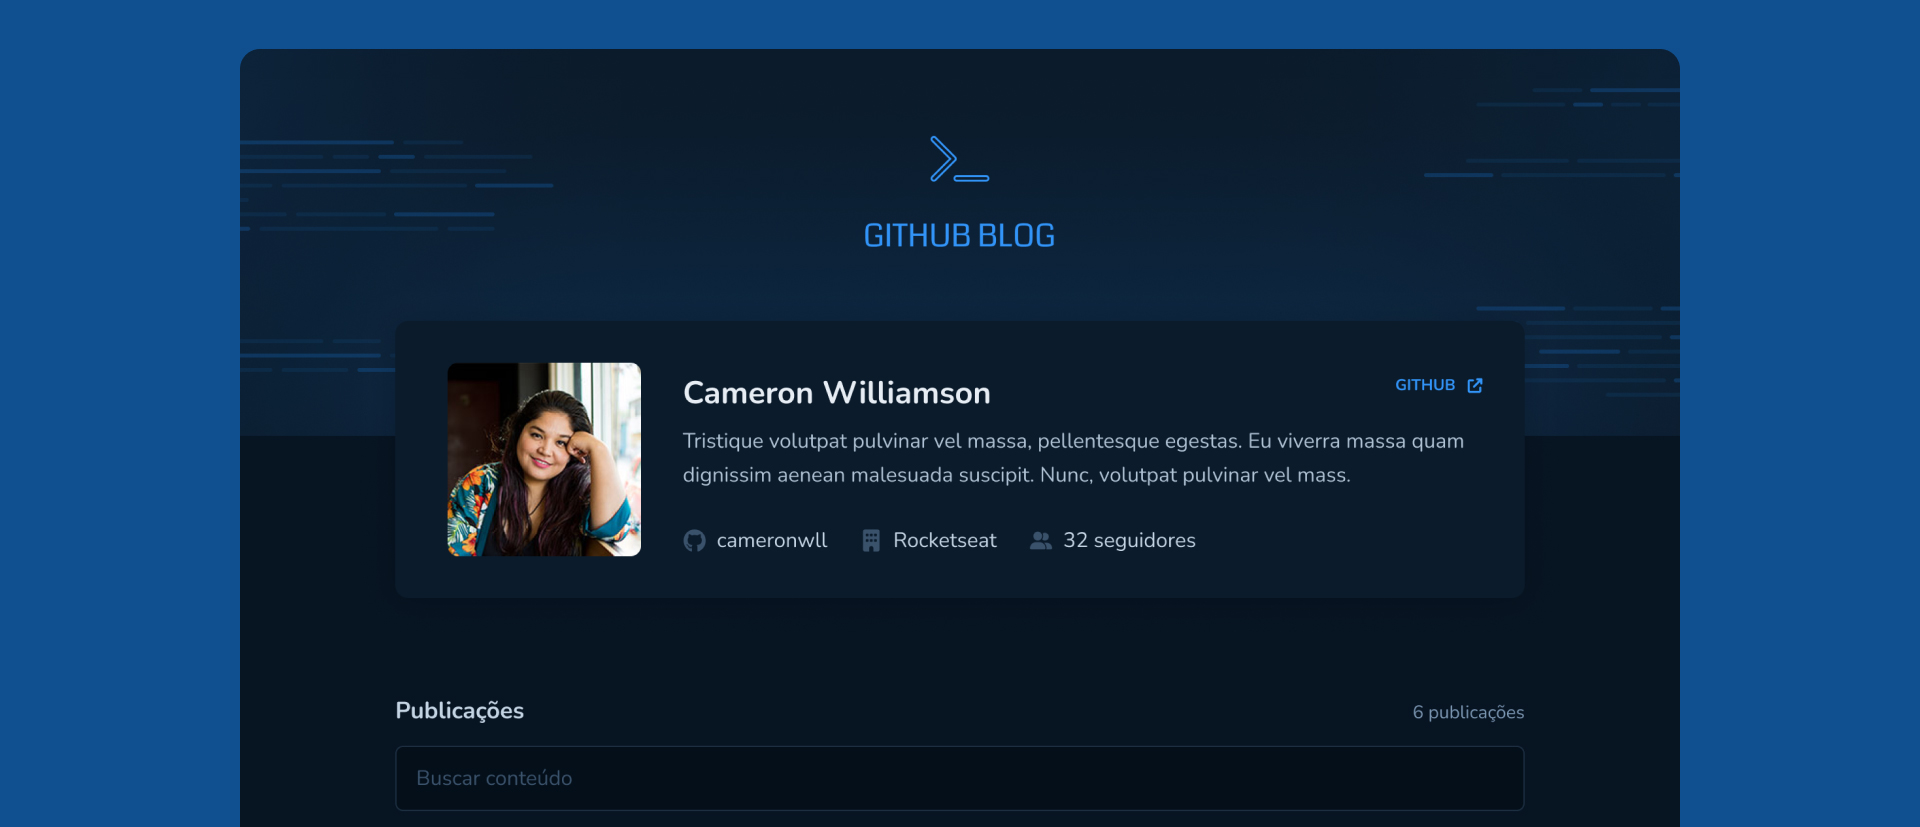 GITHUB BLOG
Cameron Williamson
GITHUB
Tristique volutpat pulvinar vel massa, pellentesque egestas. Eu viverra massa quam
dignissim aenean malesuada suscipit. Nunc, volutpat pulvinar vel mass.
cameronwll Rocketseat 32 seguidores
Publicações
6 publicações
Buscar conteúdo